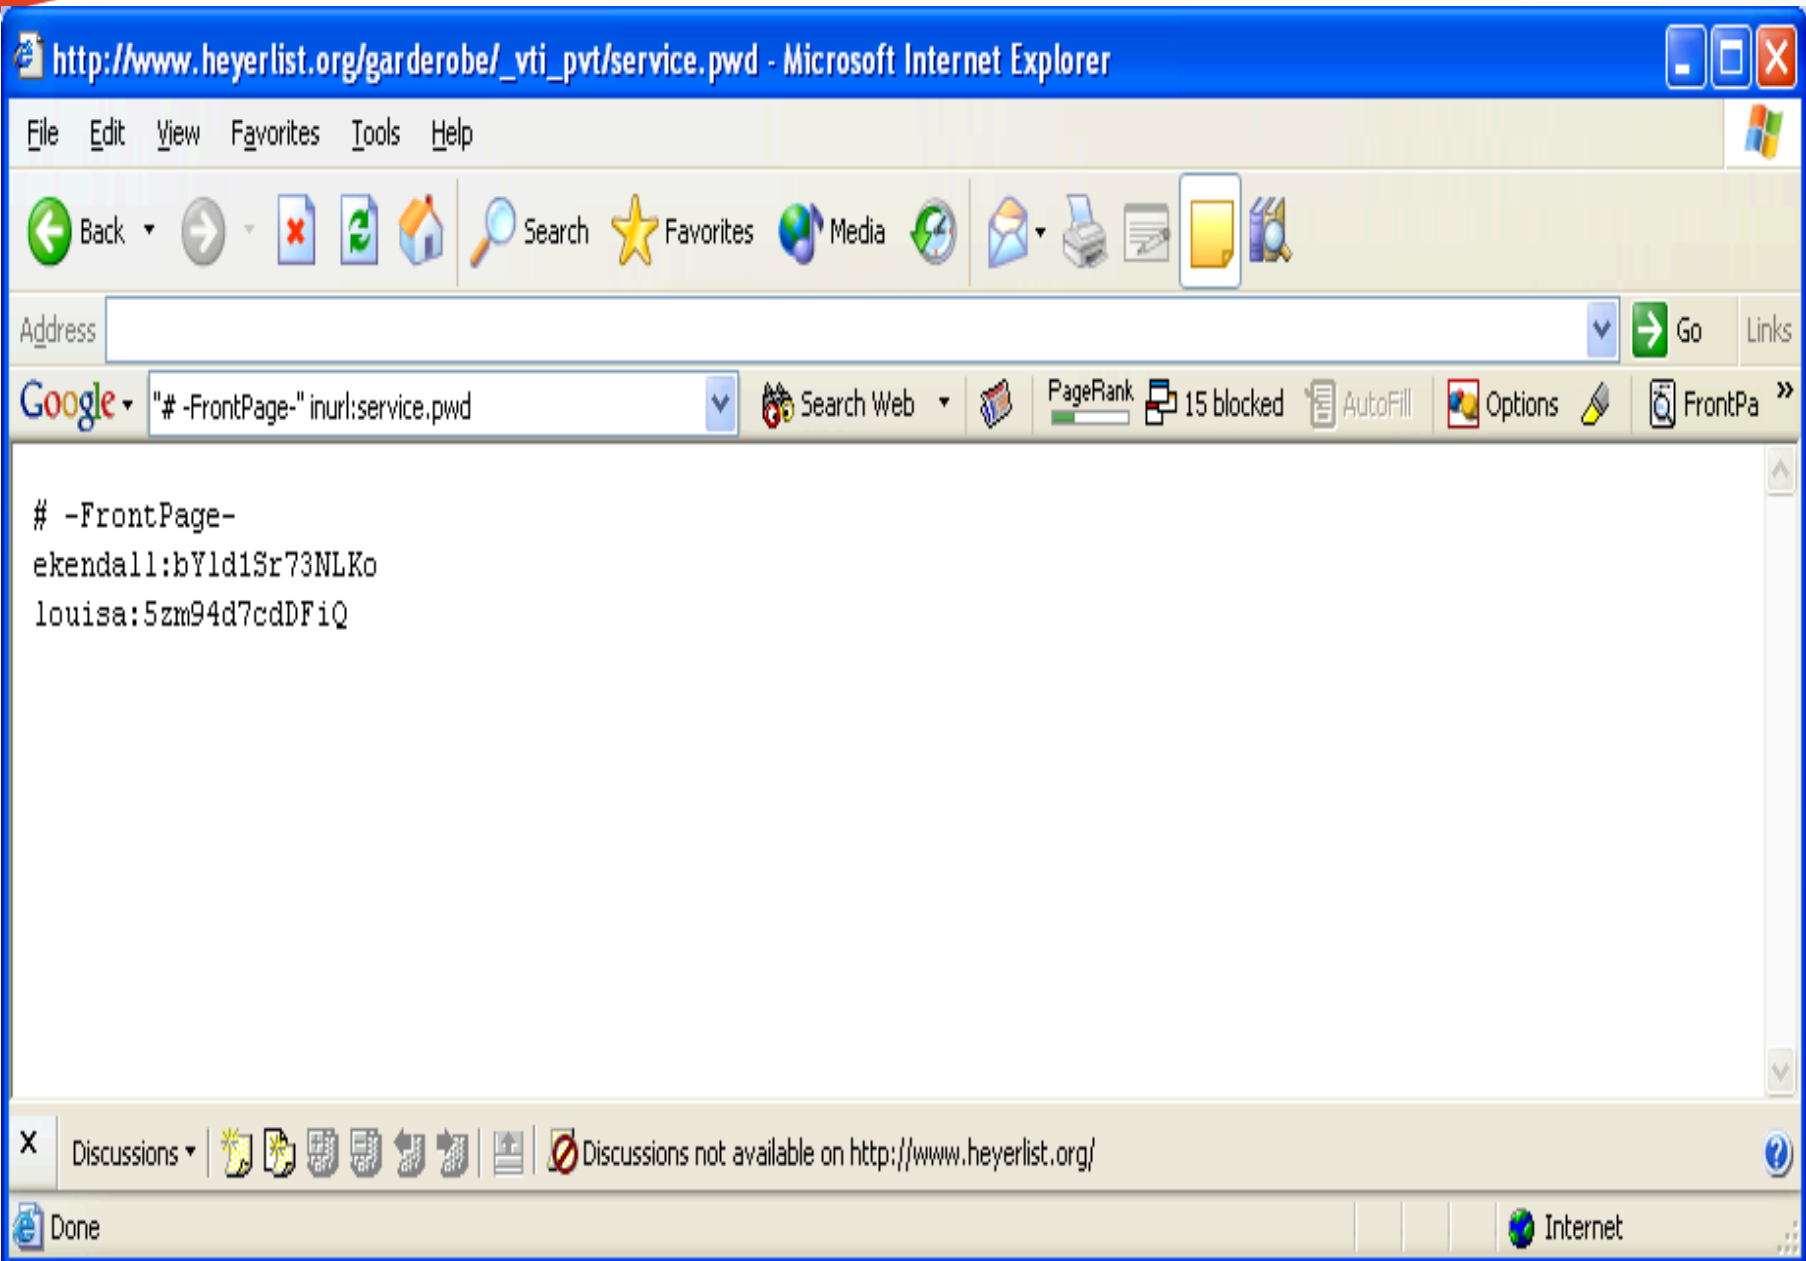 http://www.heyerlist.org/garderobe/_vti_pvt/service.pwd - Microsoft Internet Explorer
File Edit View Favorites Tools Help
Back Search Favorites Media
Address Go Links
Google "# -FrontPage-" inurl:service.pwd Search Web PageRank 15 blocked AutoFill Options FrontPa »
# -FrontPage-
ekendall:bYld1Sr73NLKo
louisa:5zm94d7cdDFiQ
X Discussions Discussions not available on http://www.heyerlist.org/
Done Internet